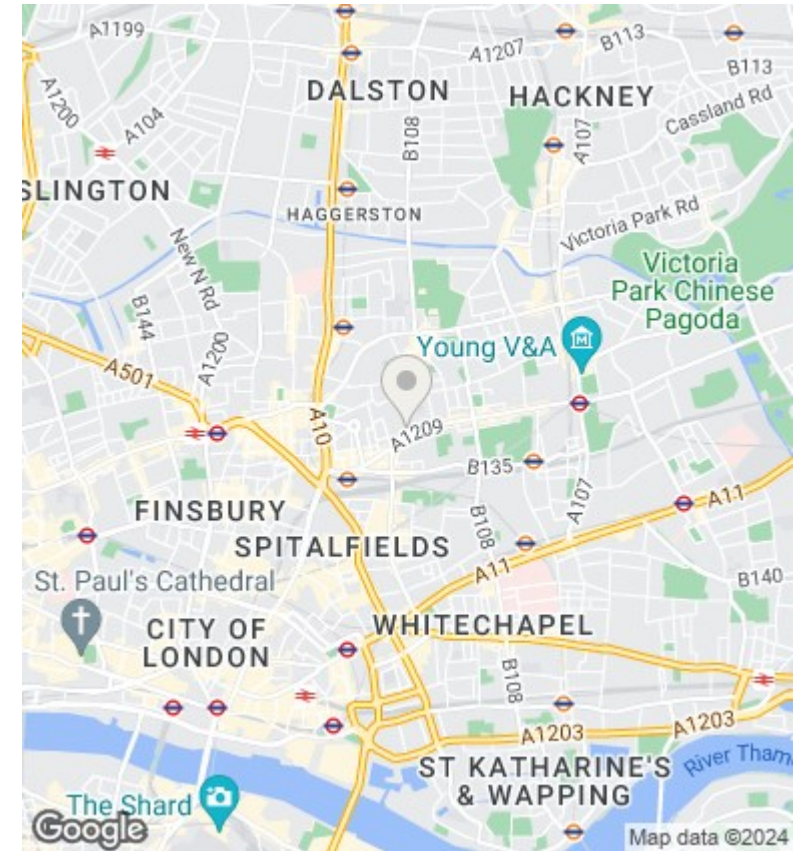 A1199
A1207
B113
B113
DALSTON
HACKNEY
Cassland Rd
A1200
A104
B108
A107
SLINGTON
HAGGERSTON
Victoria Park Rd
New N Rd
Victoria
Park Chinese
Pagoda
B144
A1200
Young V&A
A501
A10
A1209
B135
A107
A11
FINSBURY
B108
SPITALFIELDS
A11
St. Paul's Cathedral
B140
CITY OF
LONDON
WHITECHAPEL
B108
A1203
A1203
ST KATHARINE'S
& WAPPING
River Tham
The Shard
Google
Map data ©2024